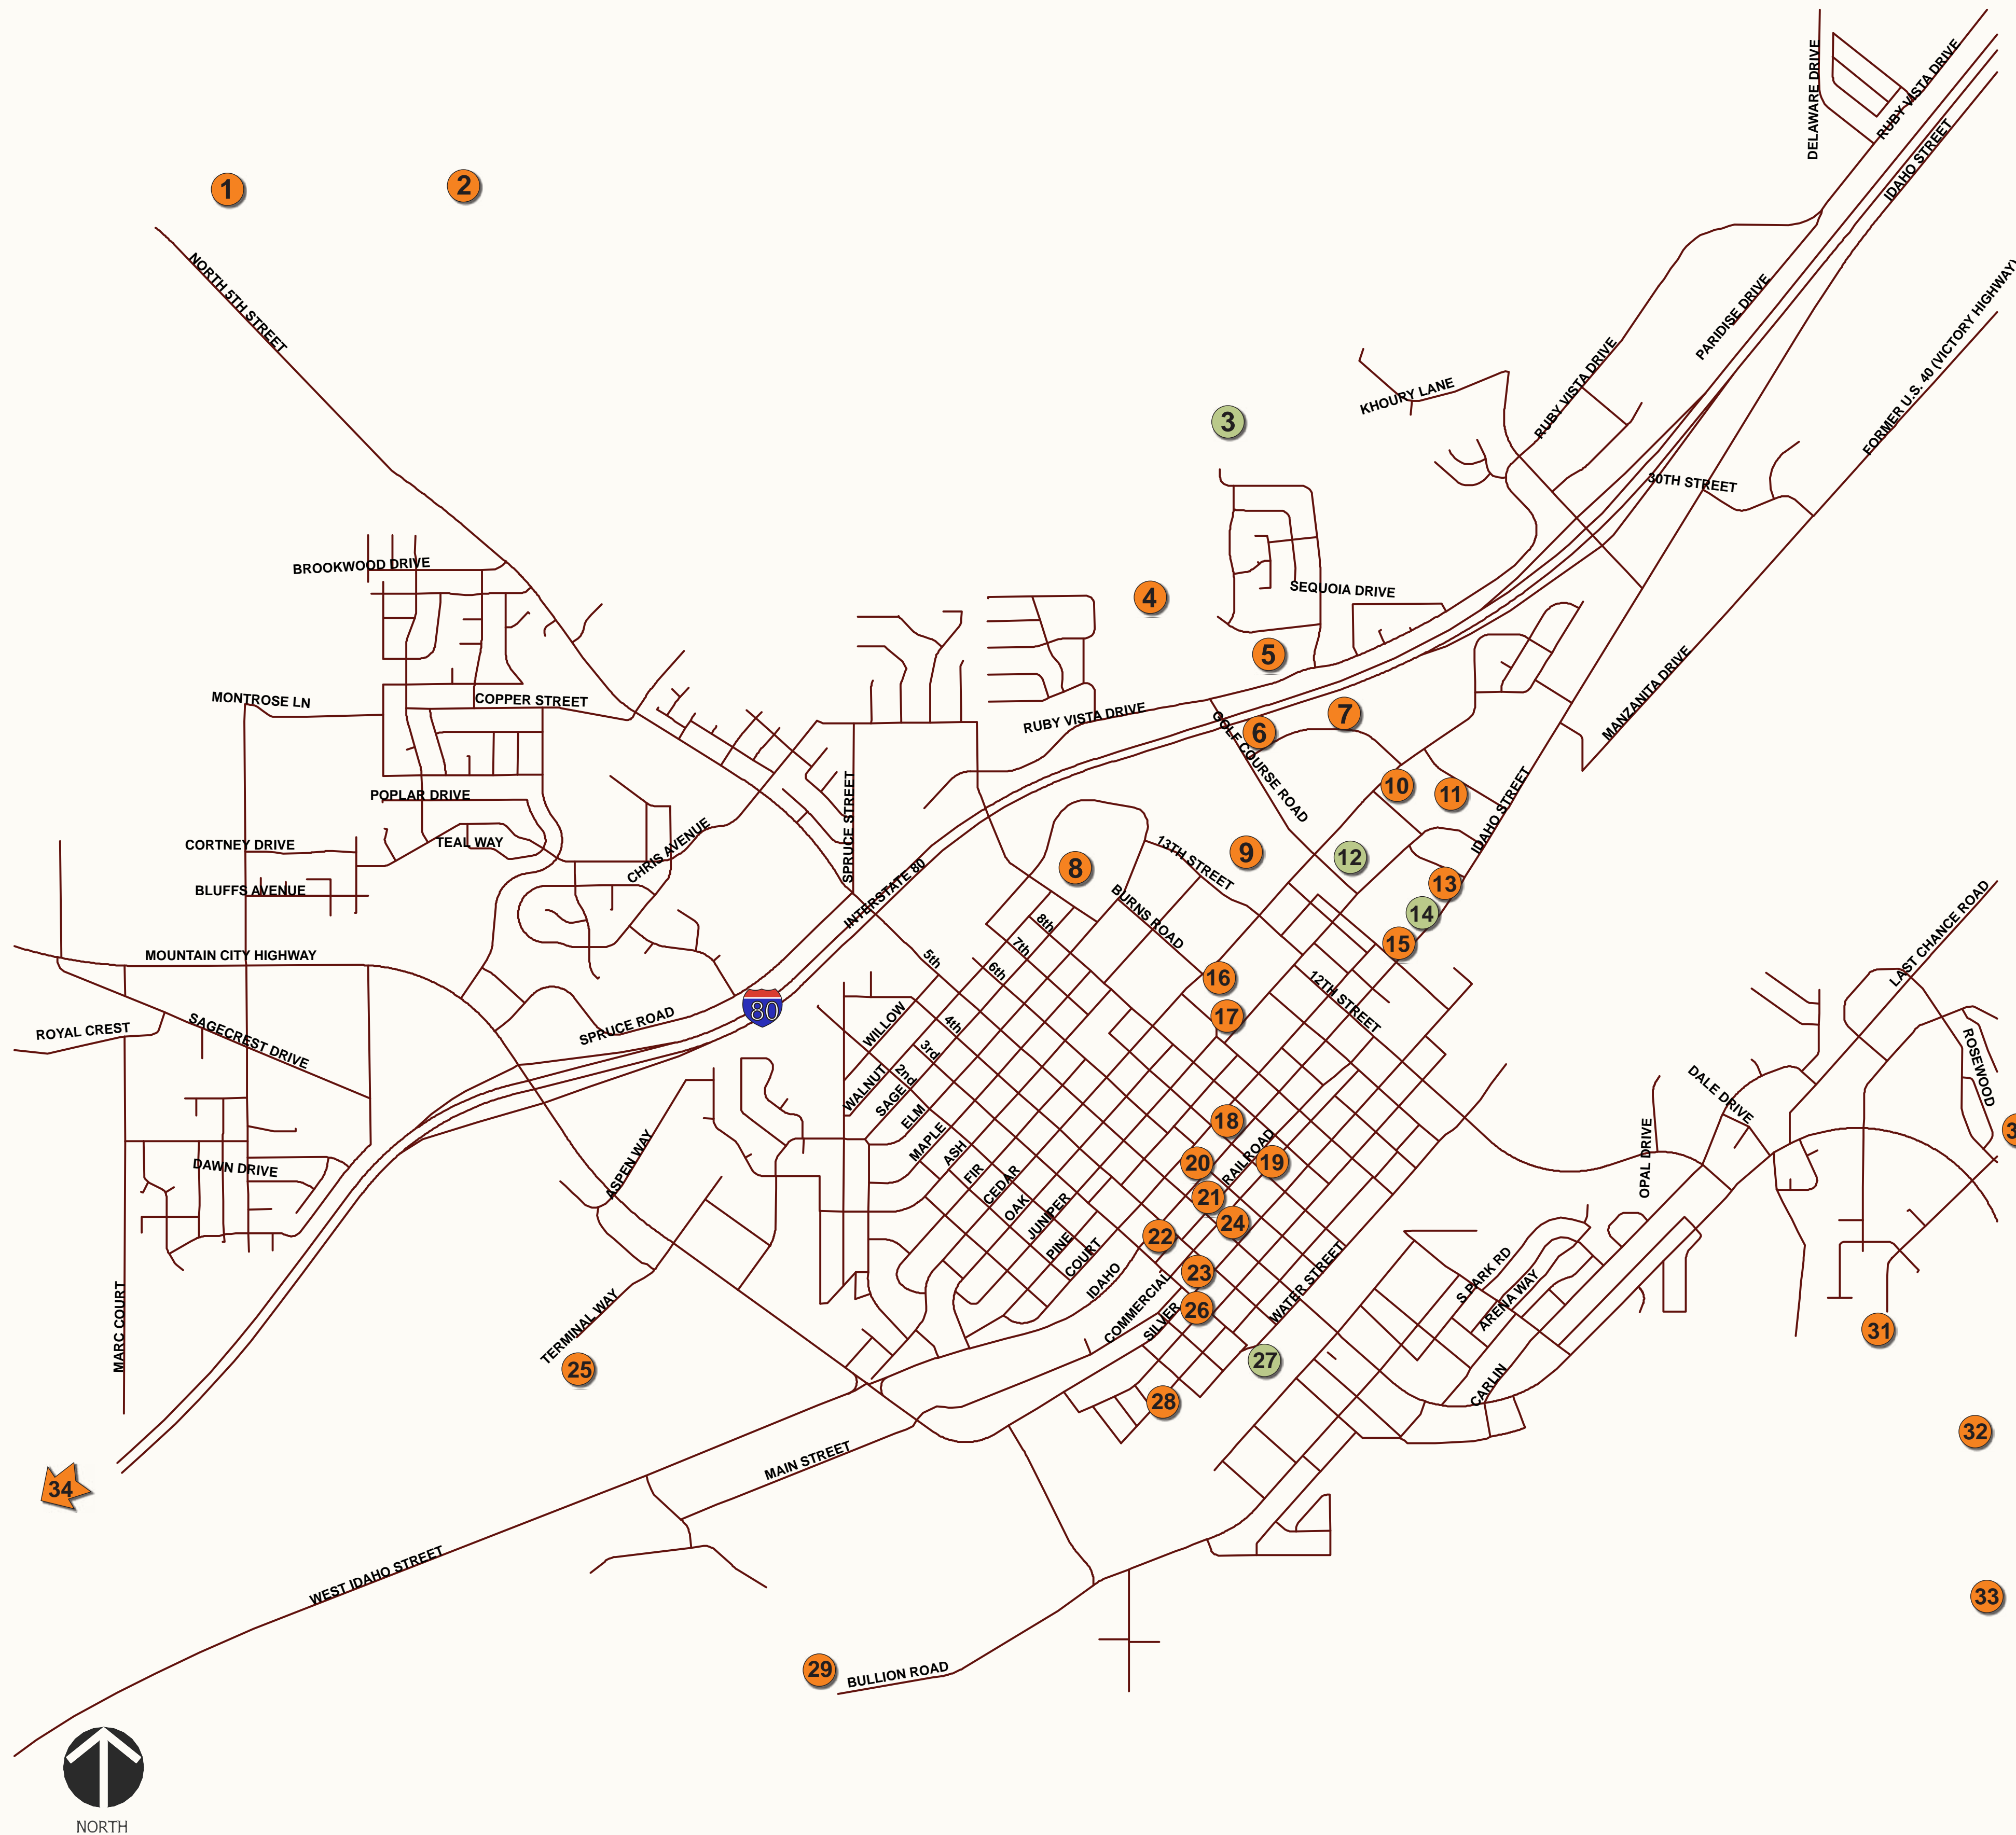 DELAWARE DRIVE
RUBY VISTA DRIVE
IDAHO STREET
1
2
NORTH 5TH STREET
PARIDISE DRIVE
FORMER U.S. 40 (VICTORY HIGHWAY)
KHOURY LANE
RUBY VISTA DRIVE
3
30TH STREET
BROOKWOOD DRIVE
SEQUOIA DRIVE
4
5
MONTROSE LN
COPPER STREET
RUBY VISTA DRIVE
MANZANITA DRIVE
6
7
GOLF COURSE ROAD
POPLAR DRIVE
SPRUCE STREET
10
11
IDAHO STREET
CORTNEY DRIVE
TEAL WAY
CHRIS AVENUE
8
13TH STREET
9
12
BLUFFS AVENUE
INTERSTATE 80
BURNS ROAD
13
14
15
8th
7th
6th
5th
MOUNTAIN CITY HIGHWAY
LAST CHANCE ROAD
16
12TH STREET
17
80
ROYAL CREST
SAGECREST DRIVE
SPRUCE ROAD
WILLOW
4th
3rd
2nd
WALNUT
SAGE
ELM
MAPLE
ASH
FIR
CEDAR
OAK
JUNIPER
PINE
COURT
IDAHO
ROSEWOOD
DALE DRIVE
OPAL DRIVE
18
RAILROAD
19
20
21
24
22
23
26
DAWN DRIVE
ASPEN WAY
COMMERCIAL
SILVER
WATER STREET
S PARK RD
ARENA WAY
CARLIN
MARC COURT
TERMINAL WAY
25
27
28
31
32
MAIN STREET
34
WEST IDAHO STREET
33
29
BULLION ROAD
NORTH